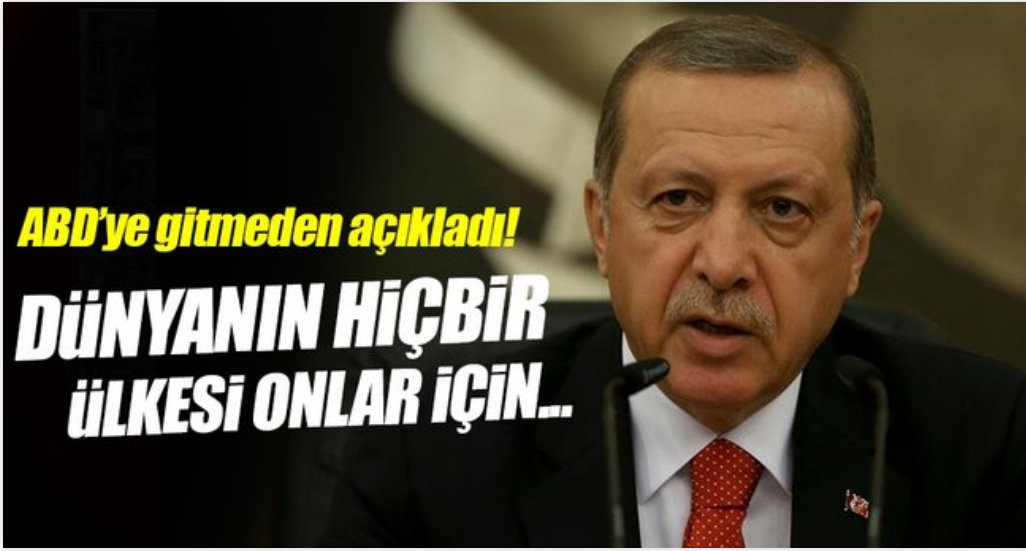 ABD'ye gitmeden açıkladı!
DÜNYANIN HİÇBİR
ÜLKESİ ONLAR İÇİN...